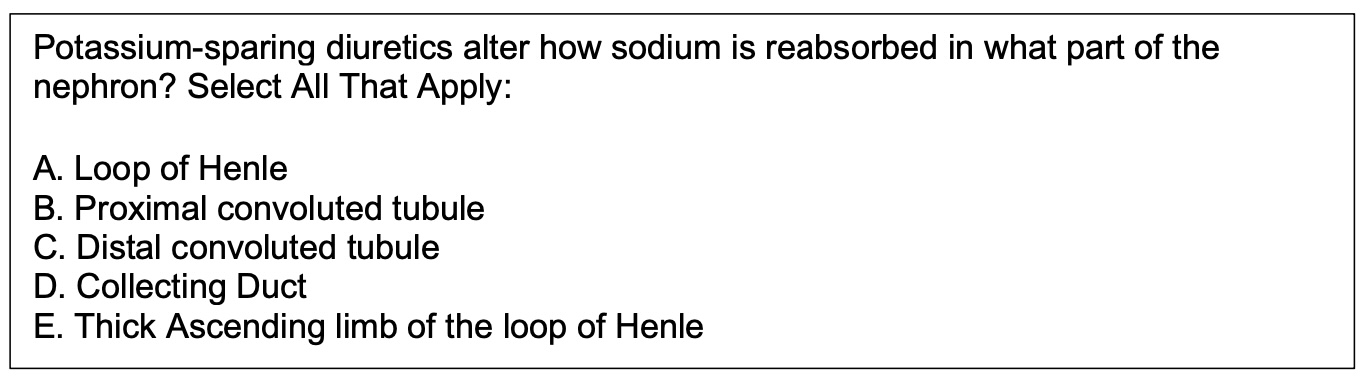 Potassium-sparing diuretics alter how sodium is reabsorbed in what part of the
nephron? Select All That Apply:
A. Loop of Henle
B. Proximal convoluted tubule
C. Distal convoluted tubule
D. Collecting Duct
E. Thick Ascending limb of the loop of Henle